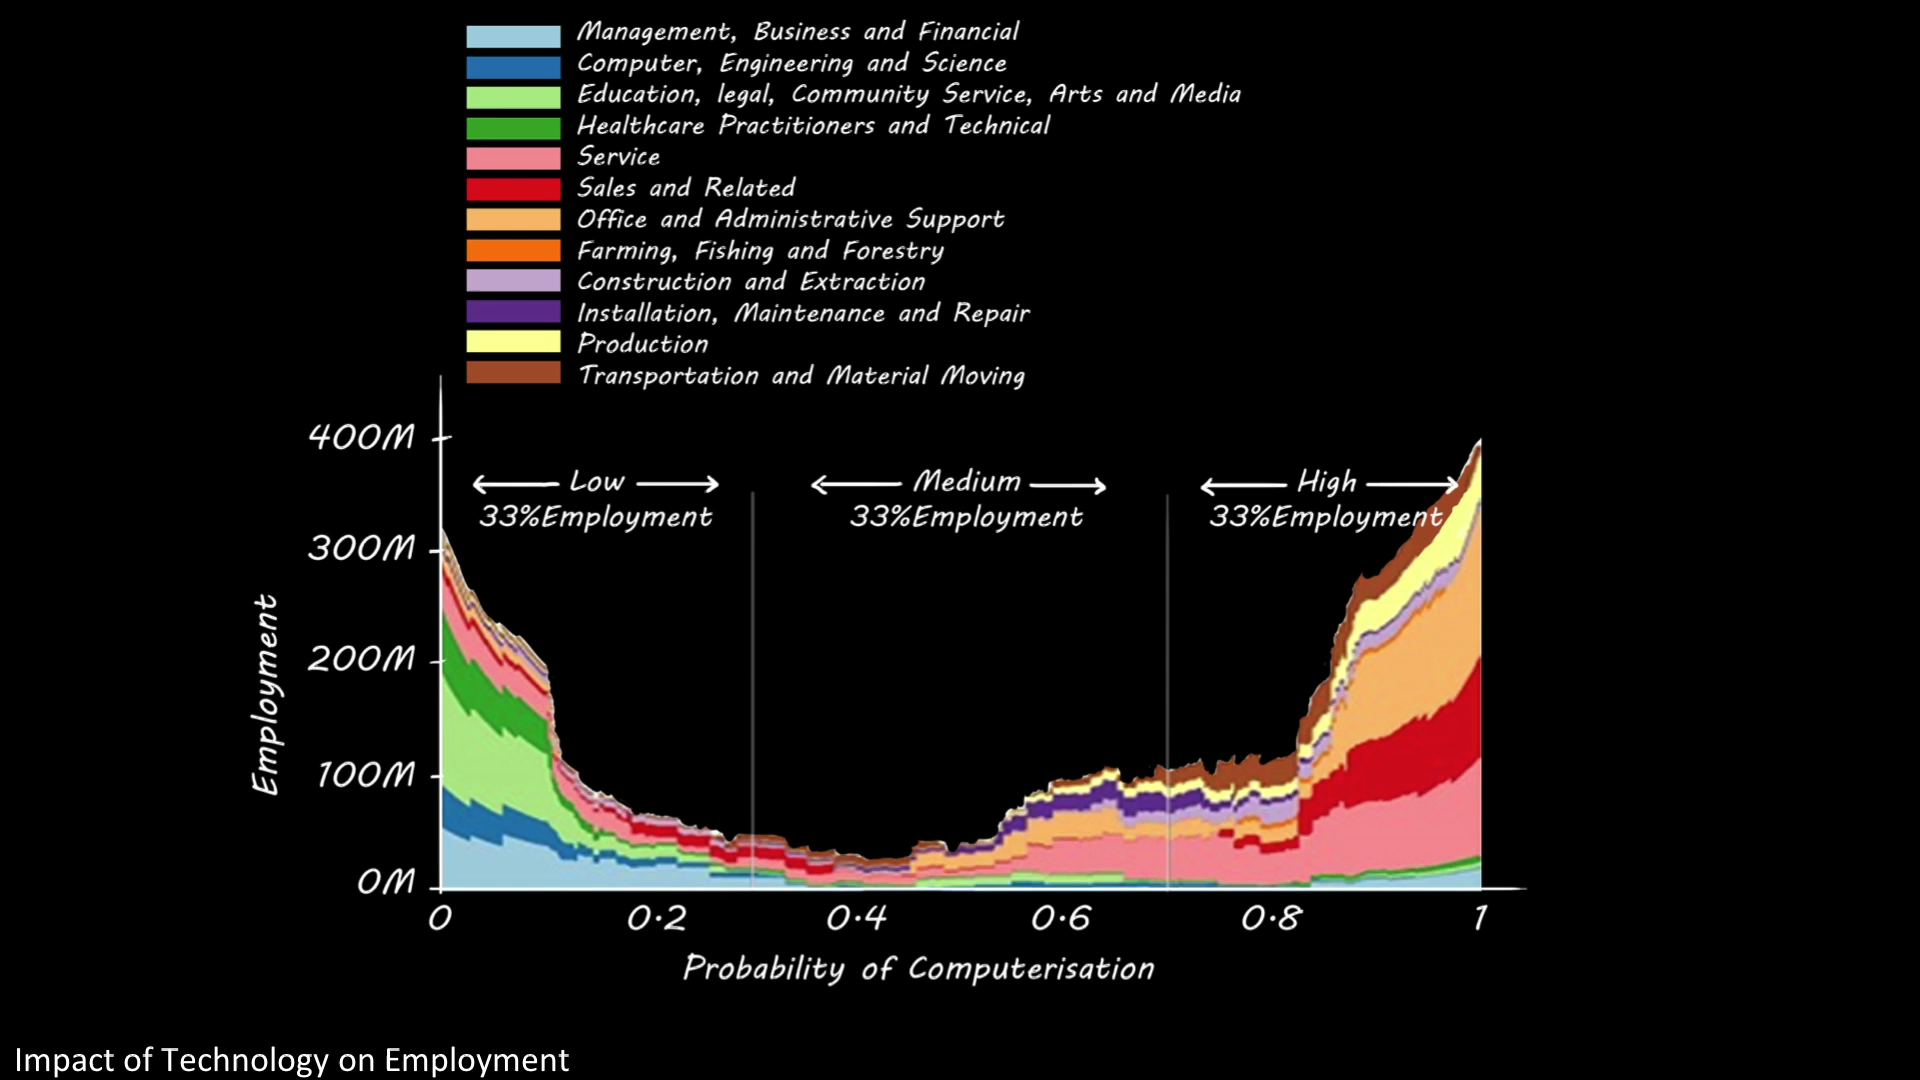 Management, Business and Financial
Computer, Engineering and Science
Education, legal, Community Service, Arts and Media
Healthcare Practitioners and Technical
Service
Sales and Related
Office and Administrative Support
Farming, Fishing and Forestry
Construction and Extraction
Installation, Maintenance and Repair
Production
Transportation and Material Moving
400M
Low
Medium
High
33%Employment
33%Employment
33%Employment
300M
200M
100M
0M
Employment
0
0.2
0.4
0.6
0.8
1
Probability of Computerisation
Impact of Technology on Employment